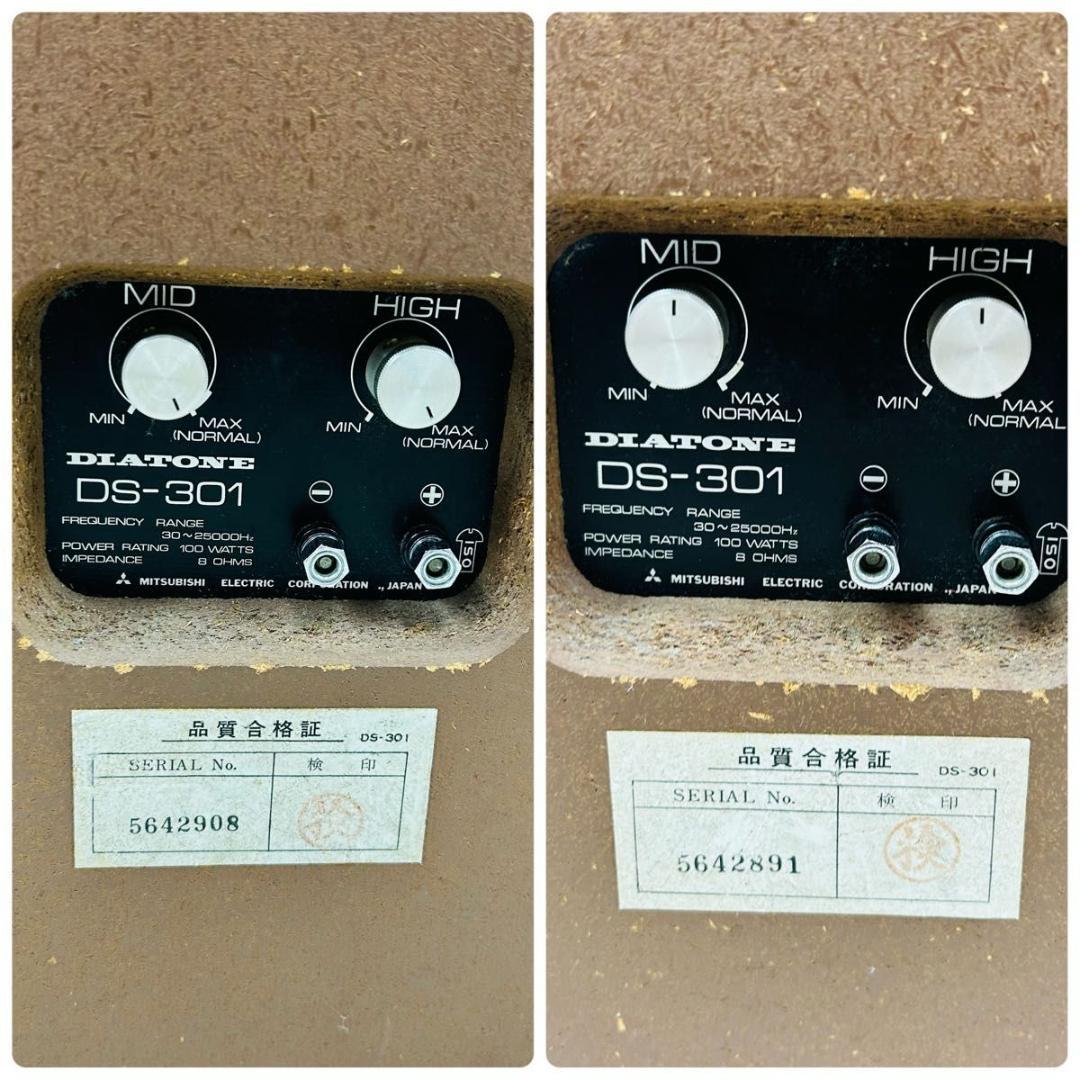 MID
HIGH
MIN
MAX
(NORMAL)
MIN
MAX
(NORMAL)
DIATONE
DS-301
FREQUENCY RANGE
30~25000Hz
POWER RATING 100 WATTS
IMPEDANCE 8 OHMS
ISO
MITSUBISHI ELECTRIC CORPORATION ., JAPAN
品質合格証 DS-301
SERIAL No. 検印
5642908
MID
HIGH
MIN
MAX
(NORMAL)
MIN
MAX
(NORMAL
DIATONE
DS-301
FREQUENCY RANGE
30~25000Hz
POWER RATING 100 WATTS
IMPEDANCE 8 OHMS
ISO
MITSUBISHI ELECTRIC CORPORATION ., JAPAN
品質合格証 DS-301
SERIAL No. 検印
5642891 検